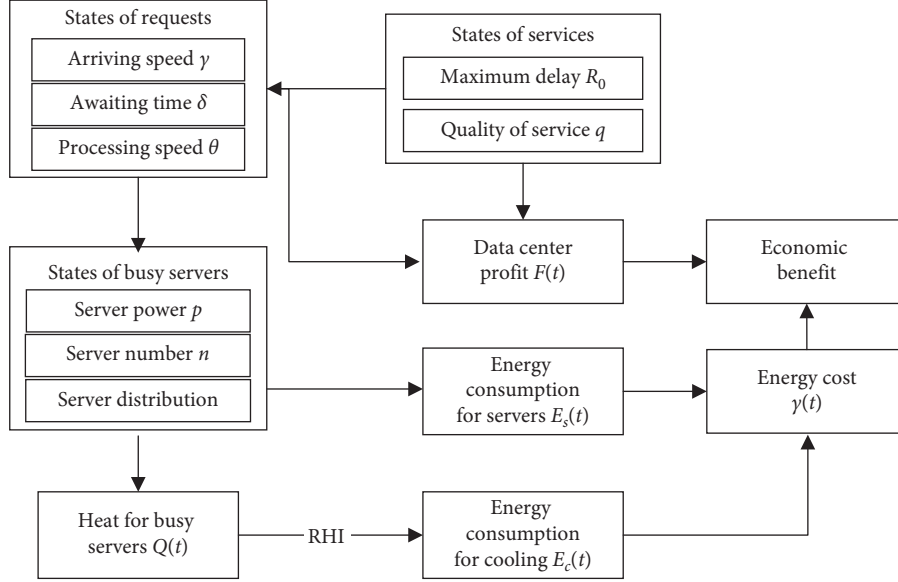 States of requests
Arriving speed γ
Awaiting time δ
Processing speed θ
States of services
Maximum delay R₀
Quality of service q
States of busy servers
Server power p
Server number n
Server distribution
Data center
profit F(t)
Economic
benefit
Energy
consumption
for servers Eₛ(t)
Energy cost
γ(t)
Heat for busy
servers Q(t)
RHI
Energy
consumption
for cooling E_c(t)